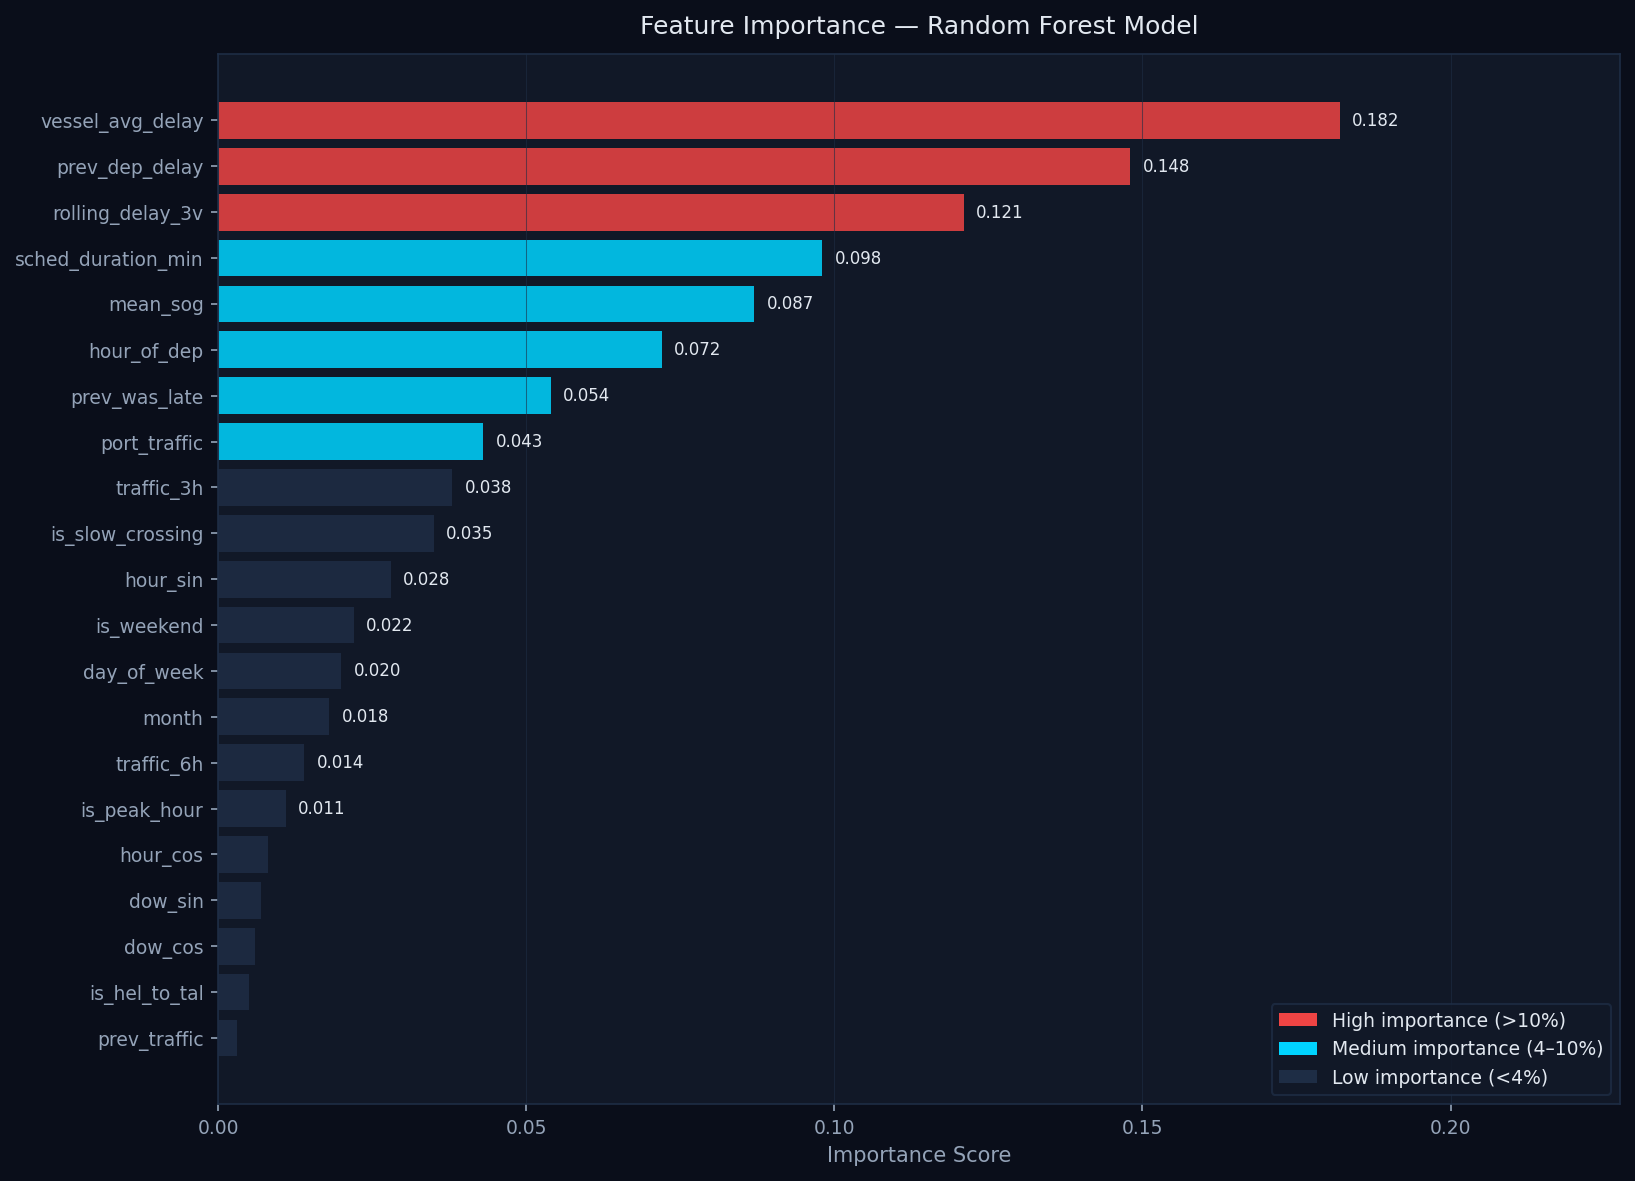 Feature Importance — Random Forest Model
vessel_avg_delay 0.182
prev_dep_delay 0.148
rolling_delay_3v 0.121
sched_duration_min 0.098
mean_sog 0.087
hour_of_dep 0.072
prev_was_late 0.054
port_traffic 0.043
traffic_3h 0.038
is_slow_crossing 0.035
hour_sin 0.028
is_weekend 0.022
day_of_week 0.020
month 0.018
traffic_6h 0.014
is_peak_hour 0.011
hour_cos
dow_sin
dow_cos
is_hel_to_tal
prev_traffic
High importance (>10%)
Medium importance (4–10%)
Low importance (<4%)
0.00 0.05 0.10 0.15 0.20
Importance Score